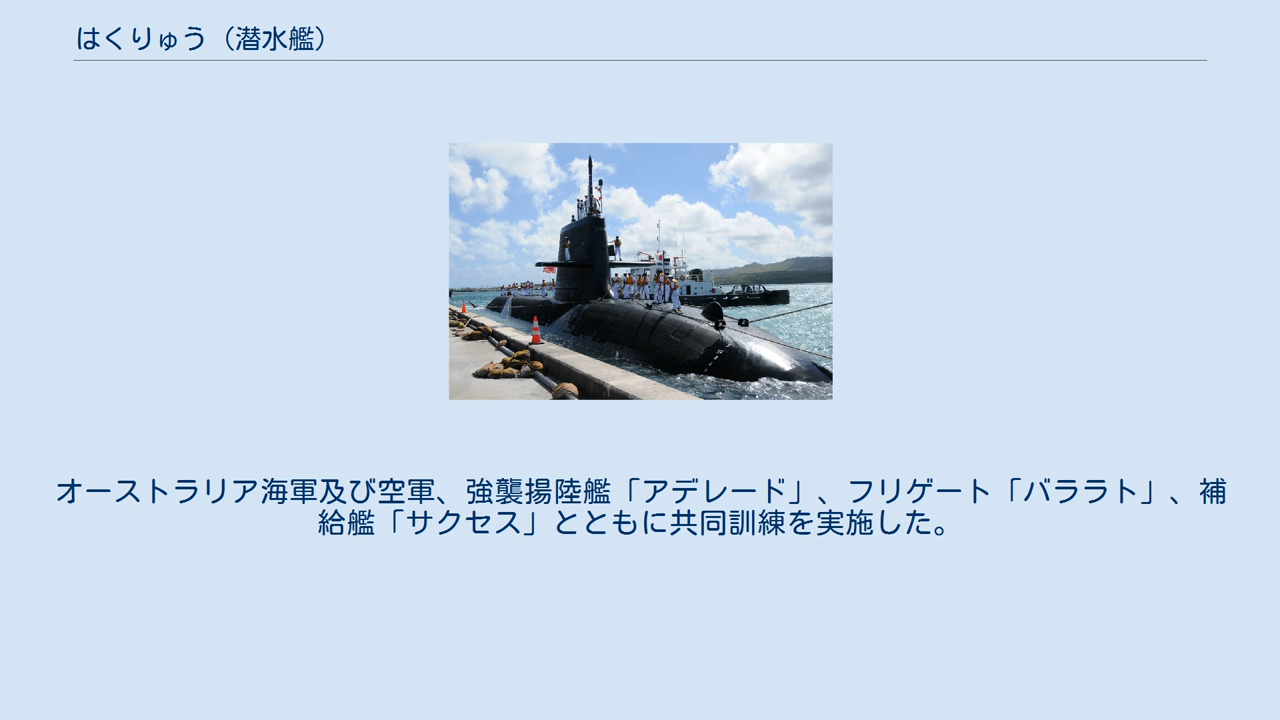 はくりゅう（潜水艦）
オーストラリア海軍及び空軍、強襲揚陸艦「アデレード」、フリゲート「バララト」、補
給艦「サクセス」とともに共同訓練を実施した。